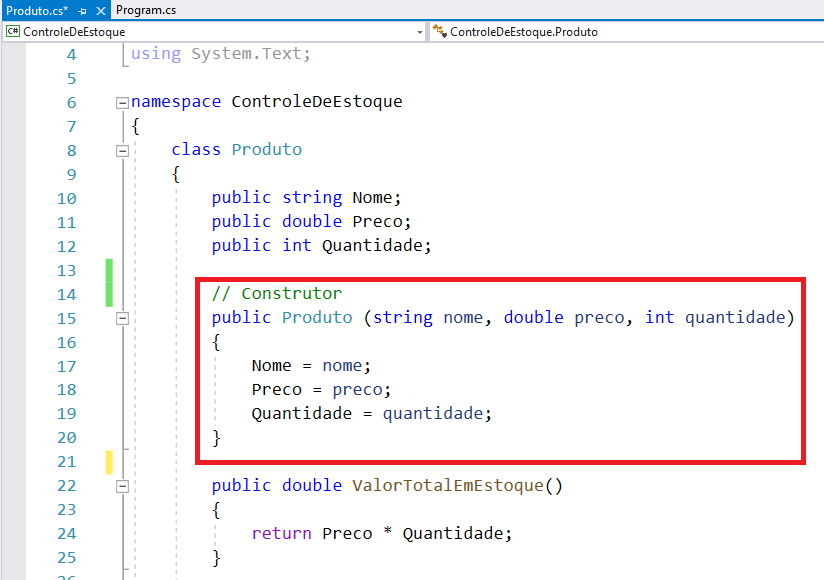 Produto.cs*
Program.cs
C# ControleDeEstoque
ControleDeEstoque.Produto
4 using System.Text;
5
6 namespace ControleDeEstoque
7 {
8 class Produto
9 {
10 public string Nome;
11 public double Preco;
12 public int Quantidade;
13
14 // Construtor
15 public Produto (string nome, double preco, int quantidade)
16 {
17 Nome = nome;
18 Preco = preco;
19 Quantidade = quantidade;
20 }
21
22 public double ValorTotalEmEstoque()
23 {
24 return Preco * Quantidade;
25 }